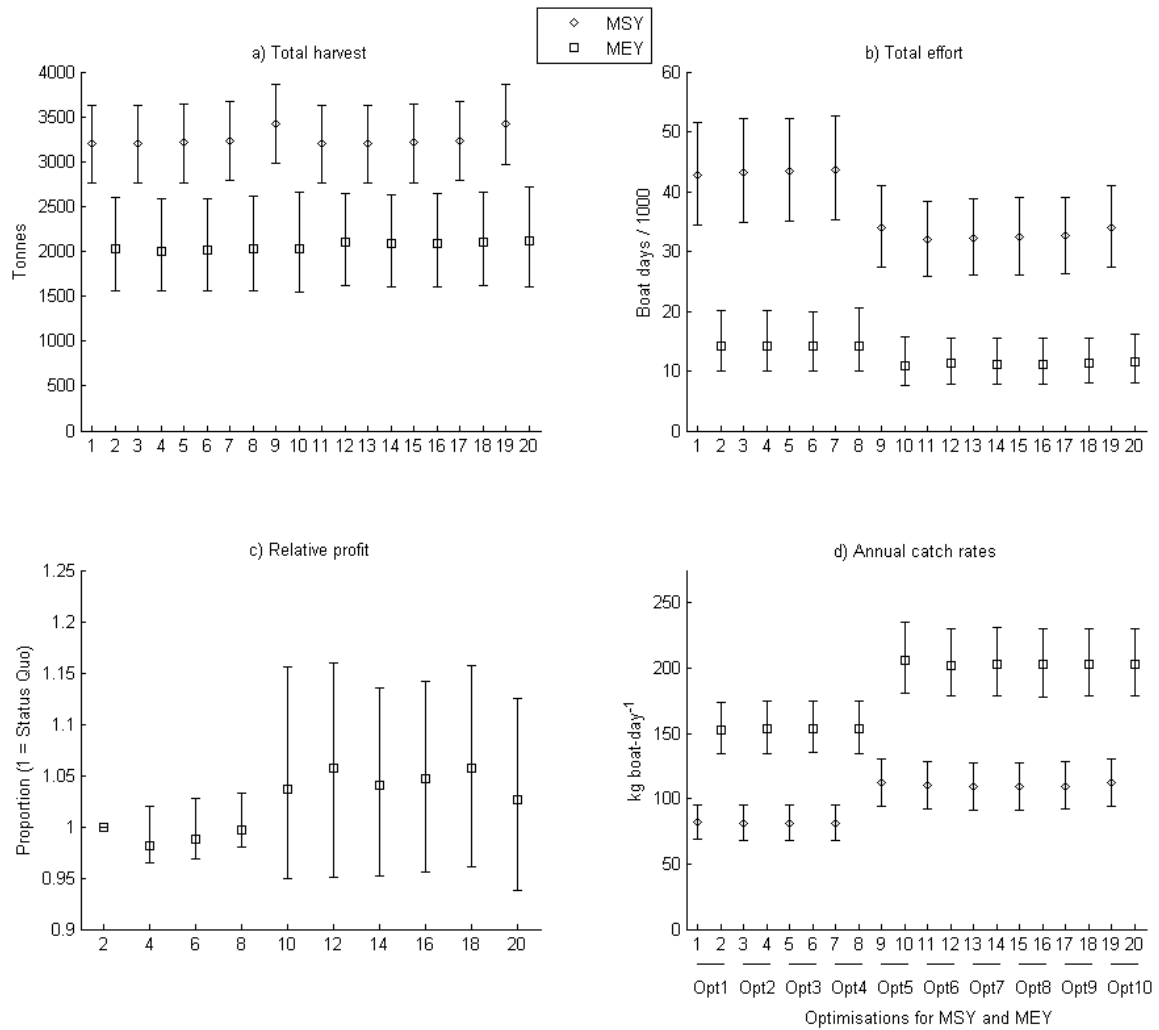 MSY
MEY
a) Total harvest
4000
3500
3000
2500
2000
1500
1000
500
0
Tonnes
1 2 3 4 5 6 7 8 9 10 11 12 13 14 15 16 17 18 19 20
b) Total effort
60
50
40
30
20
10
0
Boat days / 1000
1 2 3 4 5 6 7 8 9 10 11 12 13 14 15 16 17 18 19 20
c) Relative profit
1.25
1.2
1.15
1.1
1.05
1
0.95
0.9
Proportion (1 = Status Quo)
2 4 6 8 10 12 14 16 18 20
d) Annual catch rates
250
200
150
100
50
0
kg boat-day⁻¹
1 2 3 4 5 6 7 8 9 10 11 12 13 14 15 16 17 18 19 20
Opt1 Opt2 Opt3 Opt4 Opt5 Opt6 Opt7 Opt8 Opt9 Opt10
Optimisations for MSY and MEY